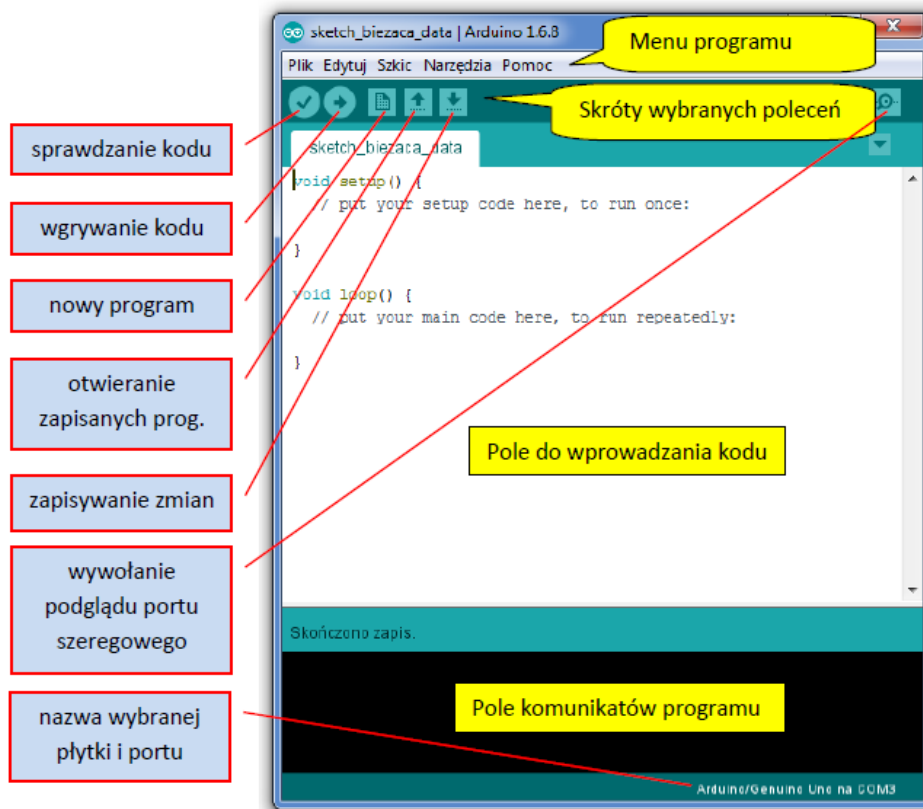 sketch_biezaca_data | Arduino 1.6.8
Menu programu
Plik Edytuj Szkic Narzędzia Pomoc
Skróty wybranych poleceń
sprawdzanie kodu
sketch_biezaca_data
void setup() {
// put your setup code here, to run once:
wgrywanie kodu
}
nowy program
void loop() {
// put your main code here, to run repeatedly:
}
otwieranie
zapisanych prog.
Pole do wprowadzania kodu
zapisywanie zmian
wywołanie
podglądu portu
szeregowego
Skończono zapis.
nazwa wybranej
płytki i portu
Pole komunikatów programu
Arduino/Genuino Uno na COM3